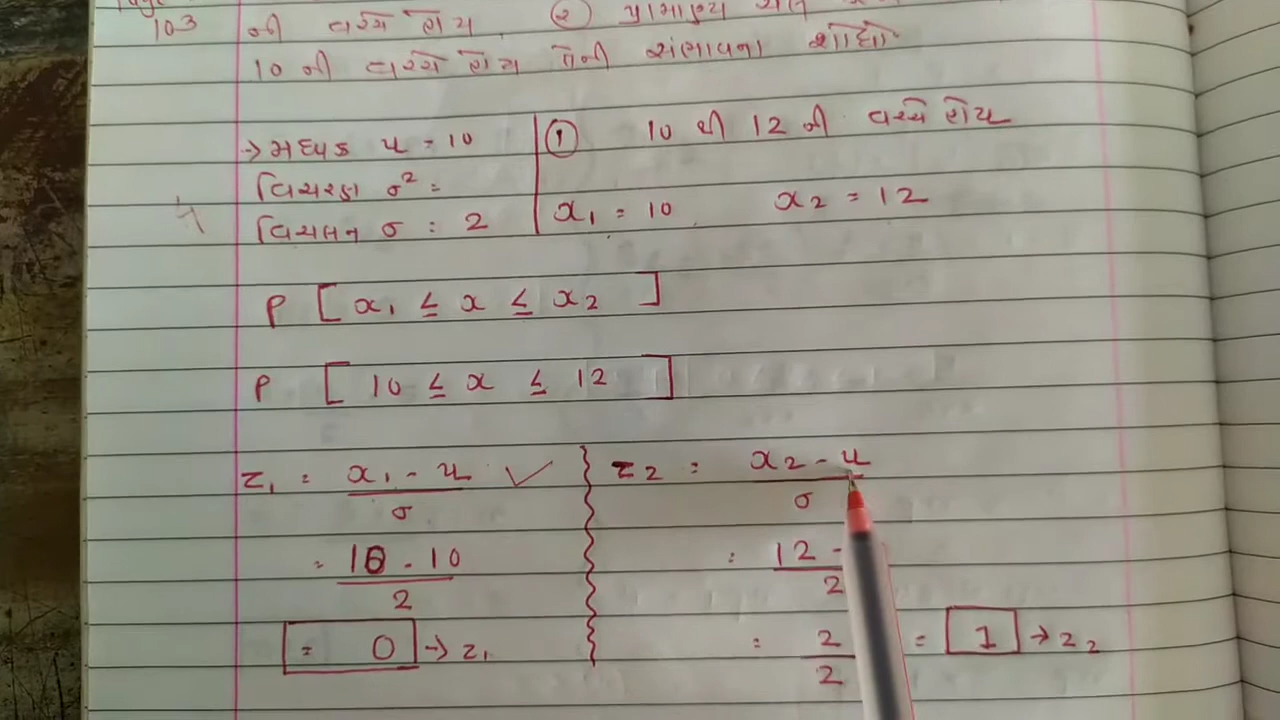 103 ની વચ્ચે હોય ②
10 ની વચ્ચે હોય તેની સંભાવના શોધો
→ મધ્યક μ = 10
વિચરણ σ² =
વિચલન σ = 2
① 10 થી 12 ની વચ્ચે હોય
x₁ = 10 x₂ = 12
P [ x₁ ≤ x ≤ x₂ ]
P [ 10 ≤ x ≤ 12 ]
z₁ = x₁ - μ / σ ✓
= 10 - 10 / 2
= 0 → z₁
z₂ = x₂ - μ / σ
= 12 - / 2
= 2 / 2 = 1 → z₂